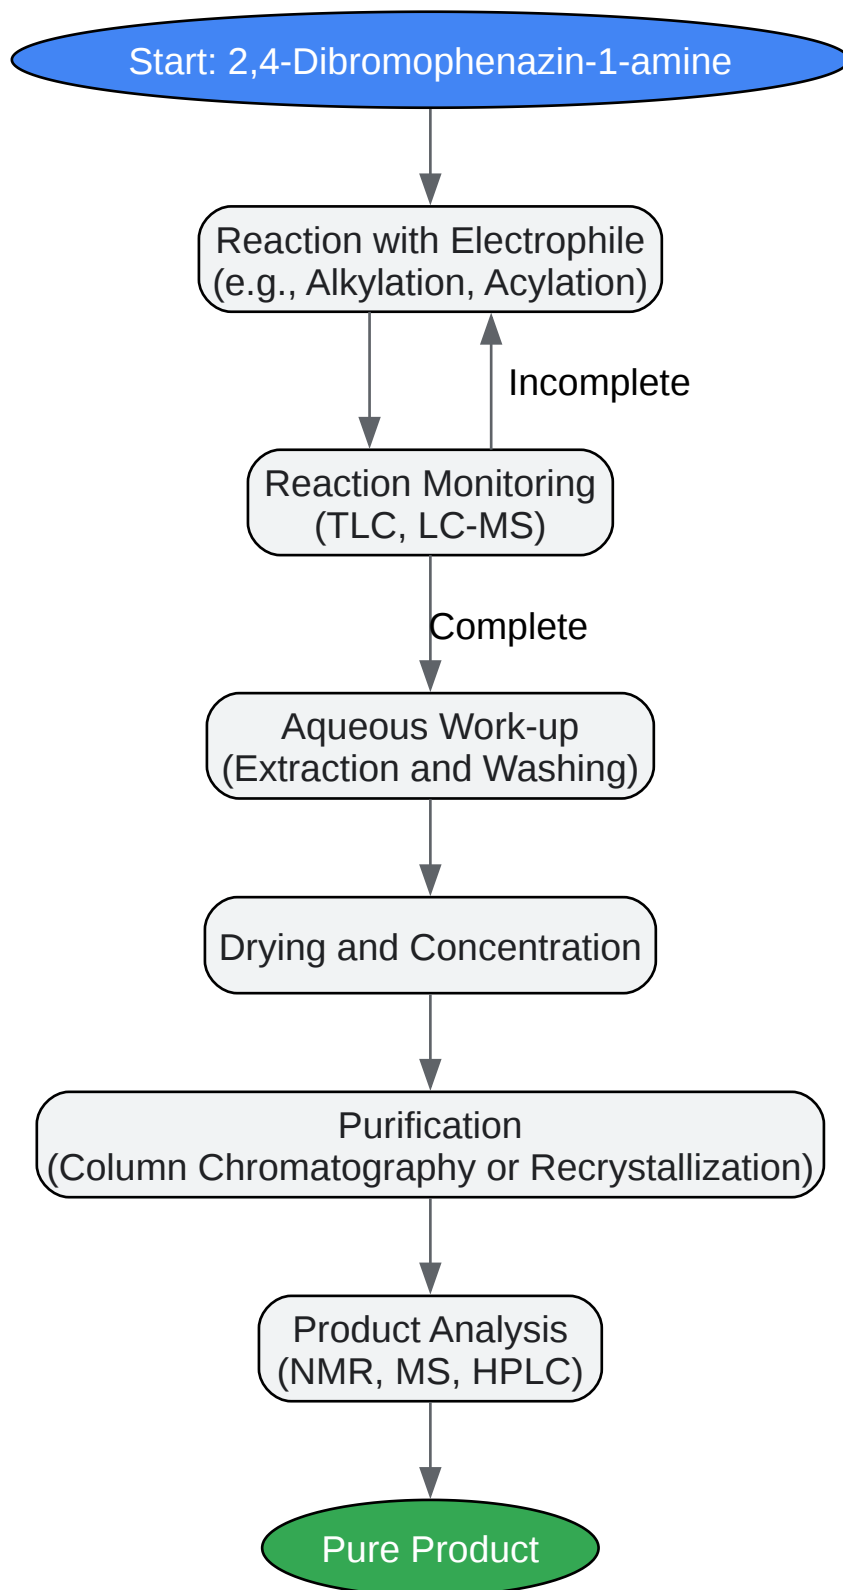 Start: 2,4-Dibromophenazin-1-amine
Reaction with Electrophile
(e.g., Alkylation, Acylation)
Incomplete
Reaction Monitoring
(TLC, LC-MS)
Complete
Aqueous Work-up
(Extraction and Washing)
Drying and Concentration
Purification
(Column Chromatography or Recrystallization)
Product Analysis
(NMR, MS, HPLC)
Pure Product